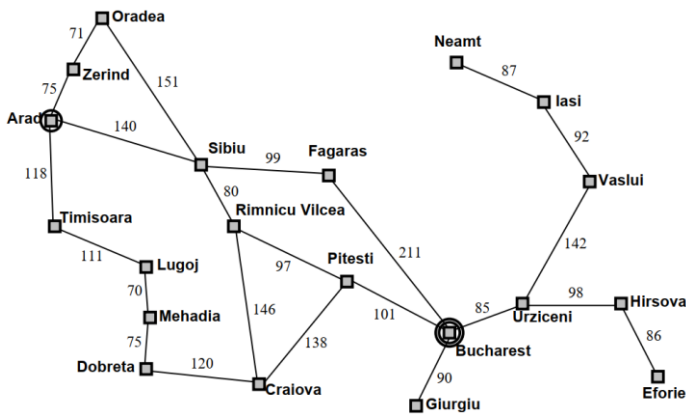 Oradea
71
Neamt
Zerind
87
75
151
Iasi
Arad
140
92
Sibiu
99
Fagaras
118
80
Vaslui
Timisoara
Rimnicu Vilcea
211
142
111
Lugoj
97
Pitesti
70
98
Hirsova
146
85
Urziceni
Mehadia
101
86
75
138
Bucharest
Dobreta
120
90
Eforie
Craiova
Giurgiu